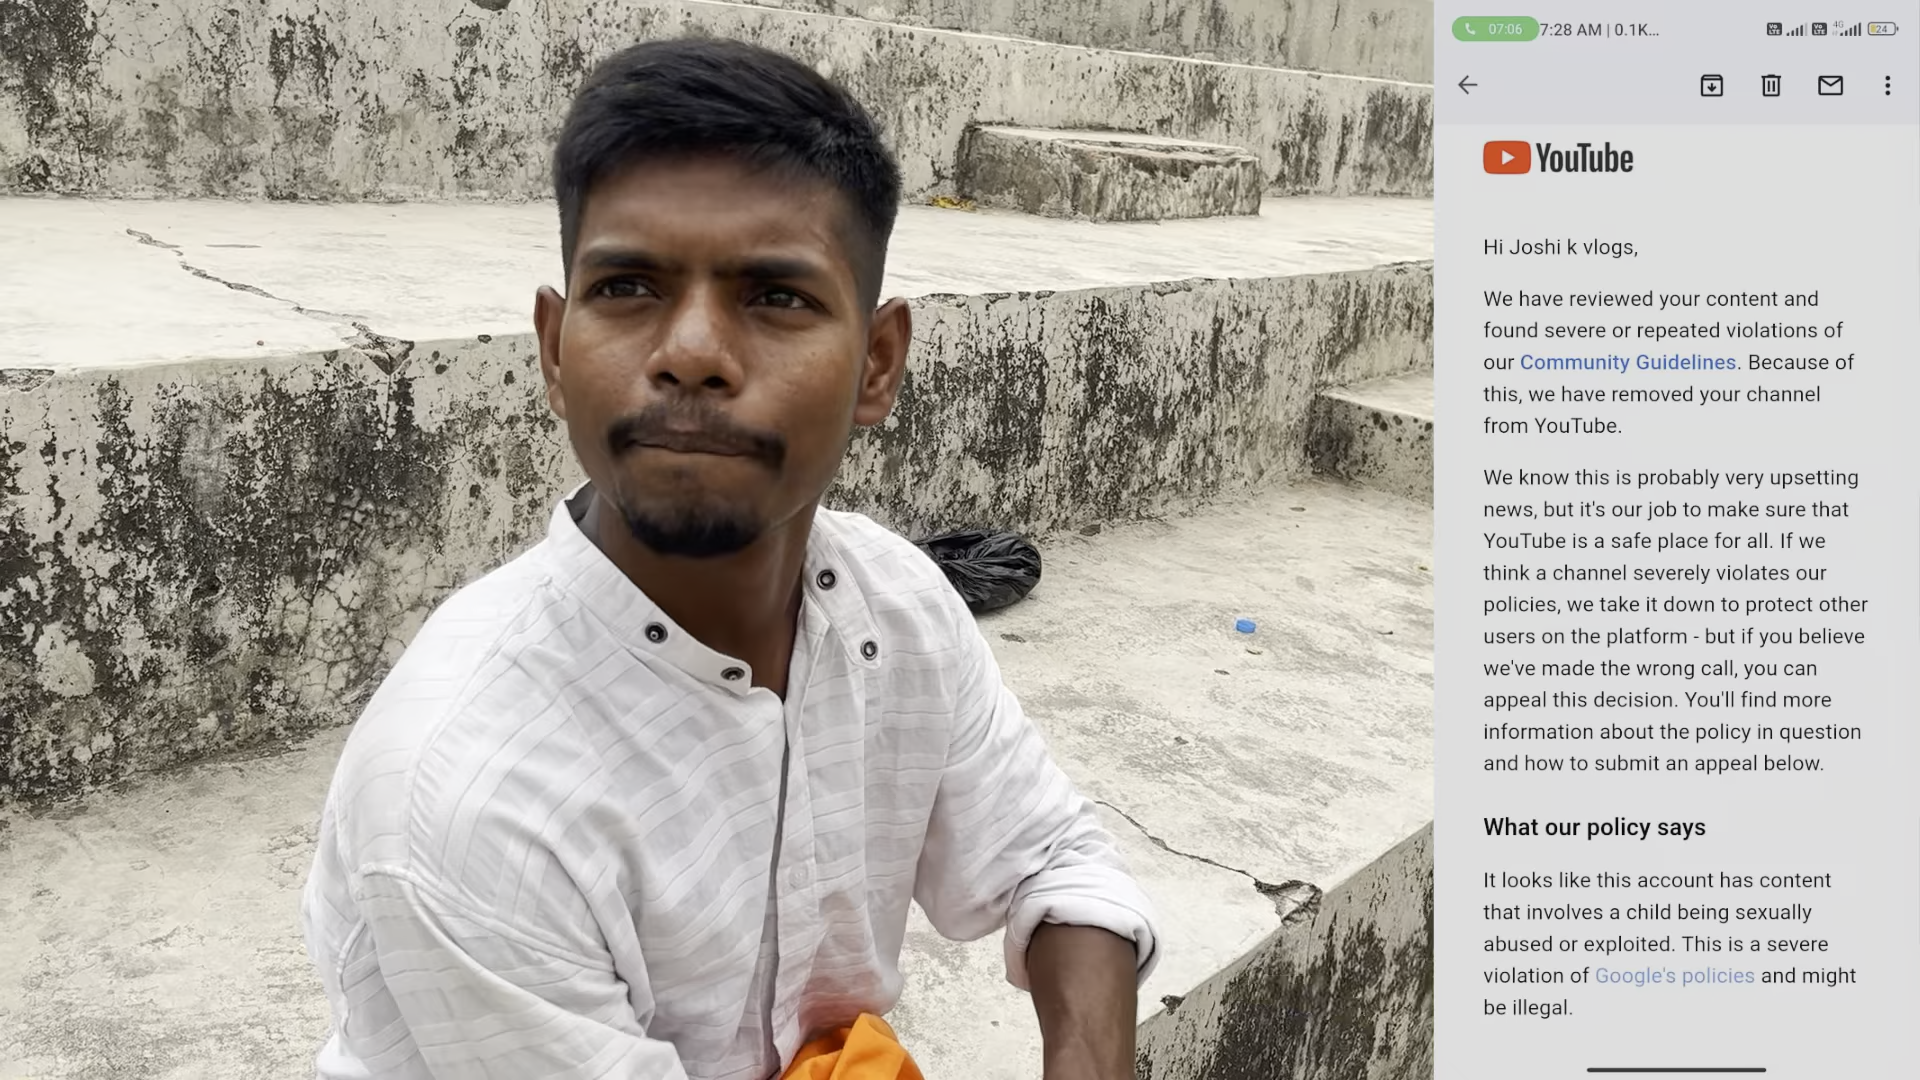 07:06 7:28 AM | 0.1K... 4G 24
YouTube
Hi Joshi k vlogs,
We have reviewed your content and
found severe or repeated violations of
our Community Guidelines. Because of
this, we have removed your channel
from YouTube.
We know this is probably very upsetting
news, but it's our job to make sure that
YouTube is a safe place for all. If we
think a channel severely violates our
policies, we take it down to protect other
users on the platform - but if you believe
we've made the wrong call, you can
appeal this decision. You'll find more
information about the policy in question
and how to submit an appeal below.
What our policy says
It looks like this account has content
that involves a child being sexually
abused or exploited. This is a severe
violation of Google's policies and might
be illegal.